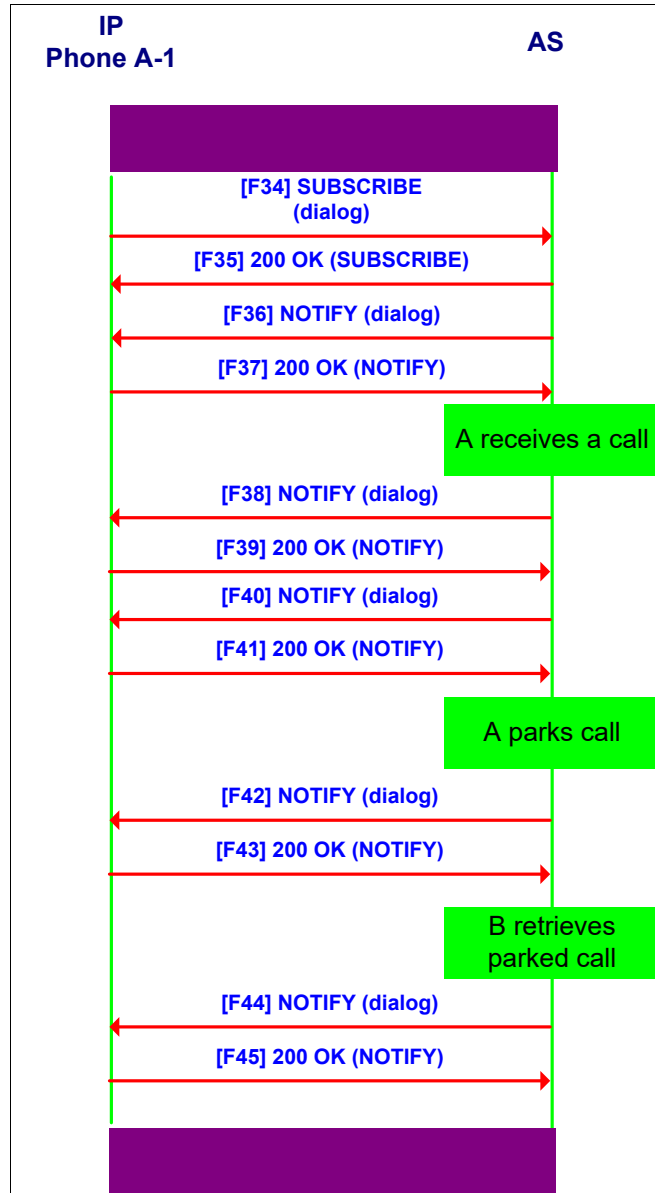 IP
Phone A-1
AS
[F34] SUBSCRIBE
(dialog)
[F35] 200 OK (SUBSCRIBE)
[F36] NOTIFY (dialog)
[F37] 200 OK (NOTIFY)
A receives a call
[F38] NOTIFY (dialog)
[F39] 200 OK (NOTIFY)
[F40] NOTIFY (dialog)
[F41] 200 OK (NOTIFY)
A parks call
[F42] NOTIFY (dialog)
[F43] 200 OK (NOTIFY)
B retrieves
parked call
[F44] NOTIFY (dialog)
[F45] 200 OK (NOTIFY)